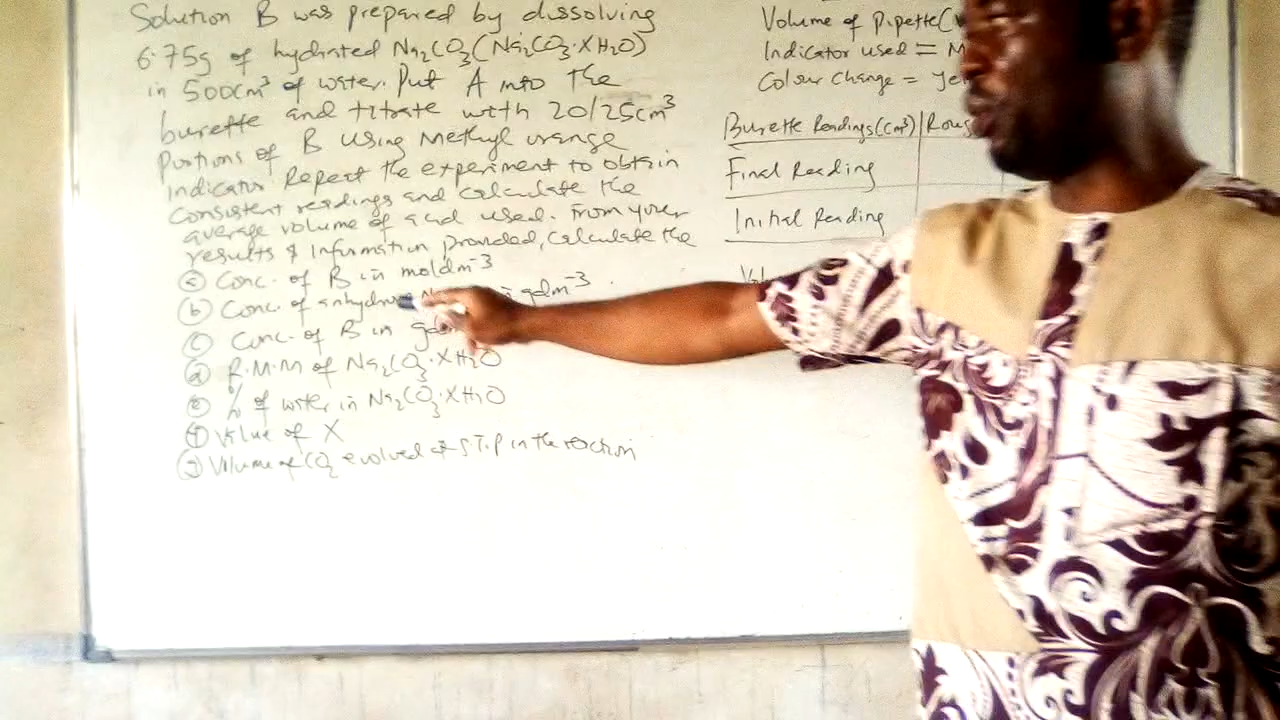 Solution B was prepared by dissolving
6.75g of hydrated Na₂CO₃(Na₂CO₃.XH₂O)
in 500cm³ of water. Put A into the
burette and titrate with 20/25cm³
portions of B using Methyl orange
indicator Repeat the experiment to obtain
consistent readings and calculate the
average volume of acid used. From your
results & information provided, calculate the
(a) Conc. of B in moldm⁻³
(b) Conc. of anhydrous in gdm⁻³.
(c) Conc. of B in
(d) R.M.M of Na₂CO₃.XH₂O
(e) % of water in Na₂CO₃.XH₂O
(f) Value of X
(g) Volume of CO₂ evolved at S.T.P in the reaction
Volume of Pipette(
Indicator used = M
Colour Change = Ye
Burette Readings(cm³)
Final Reading
Initial Reading